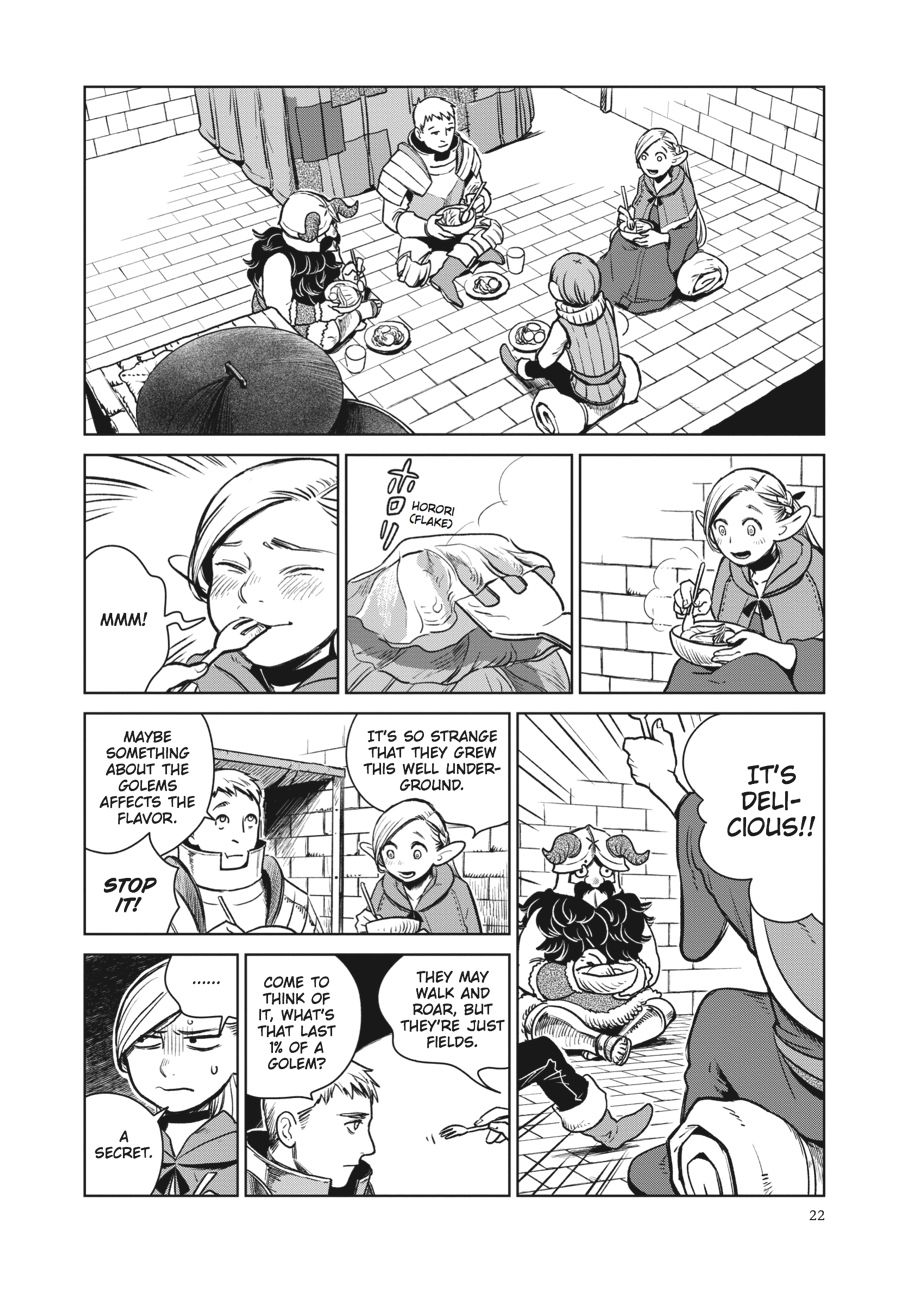 ホロリ
HORORI
(FLAKE)
MMM!
IT'S
DELI-
CIOUS!!
IT'S SO STRANGE
THAT THEY GREW
THIS WELL UNDER-
GROUND.
MAYBE
SOMETHING
ABOUT THE
GOLEMS
AFFECTS THE
FLAVOR.
STOP
IT!
THEY MAY
WALK AND
ROAR, BUT
THEY'RE JUST
FIELDS.
COME TO
THINK OF
IT, WHAT'S
THAT LAST
1% OF A
GOLEM?
......
A
SECRET.
22